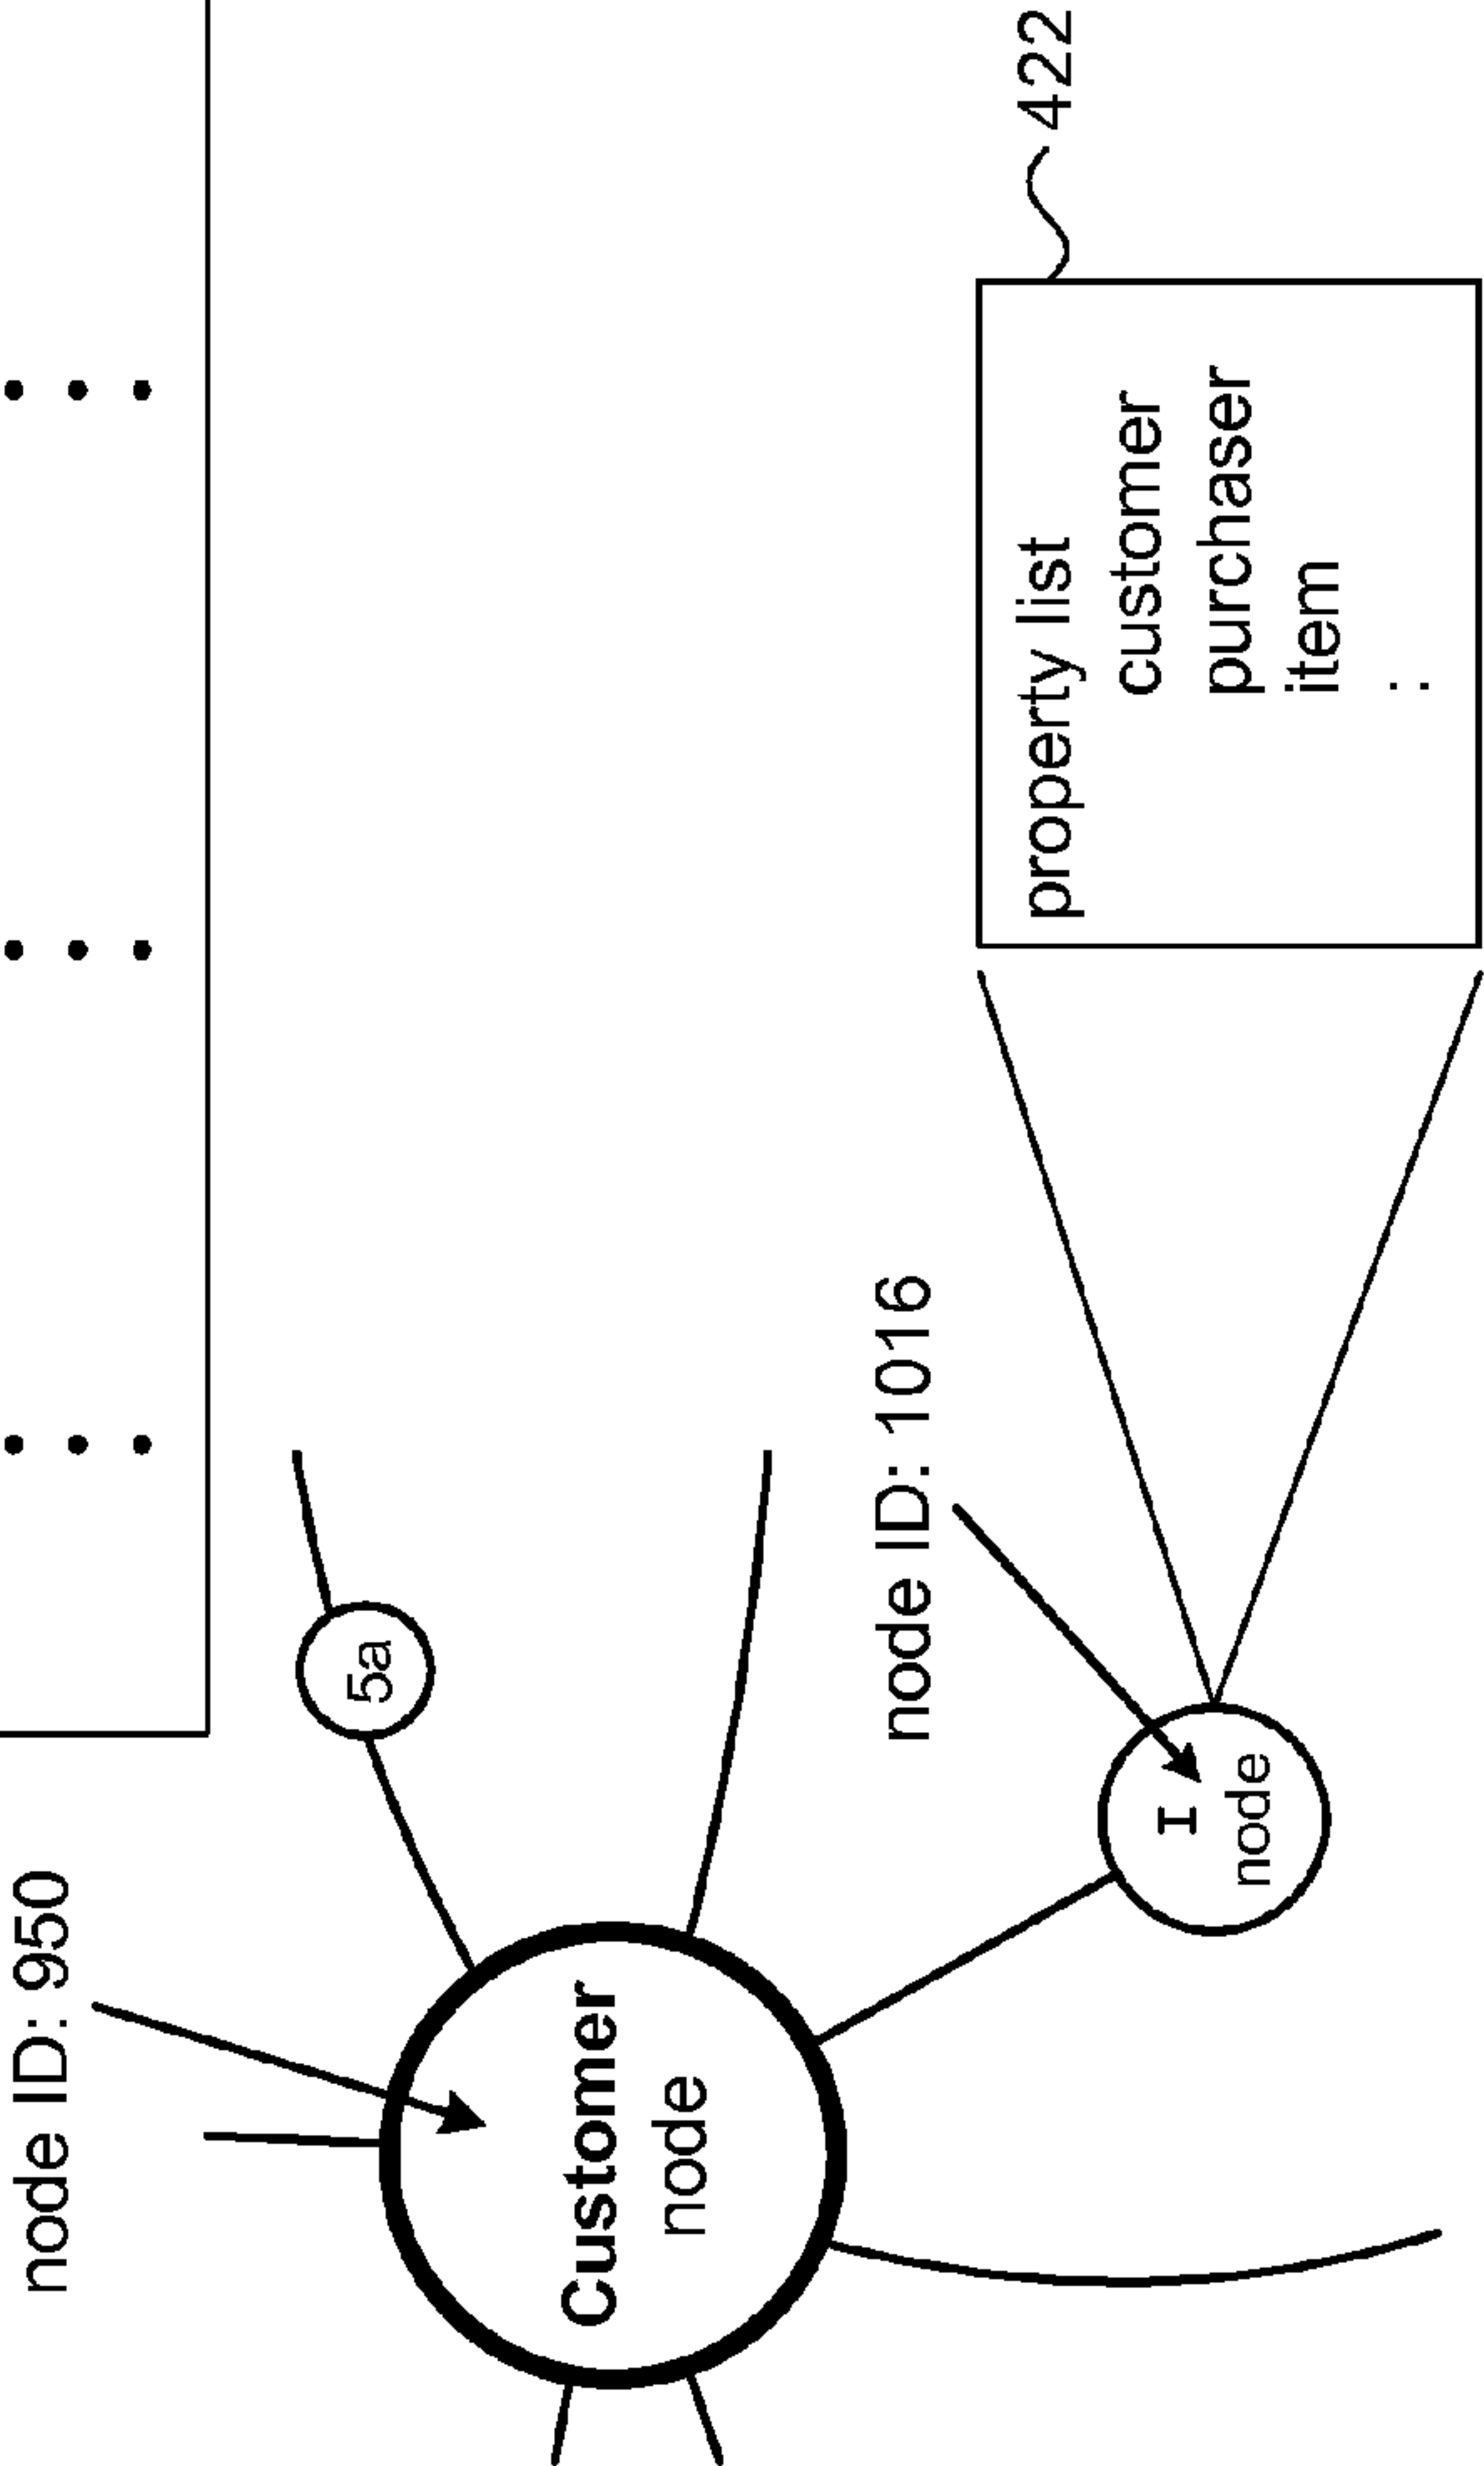 node ID: 950
5a
Customer
node
node ID: 1016
I
node
property list
customer
purchaser
item
:
422